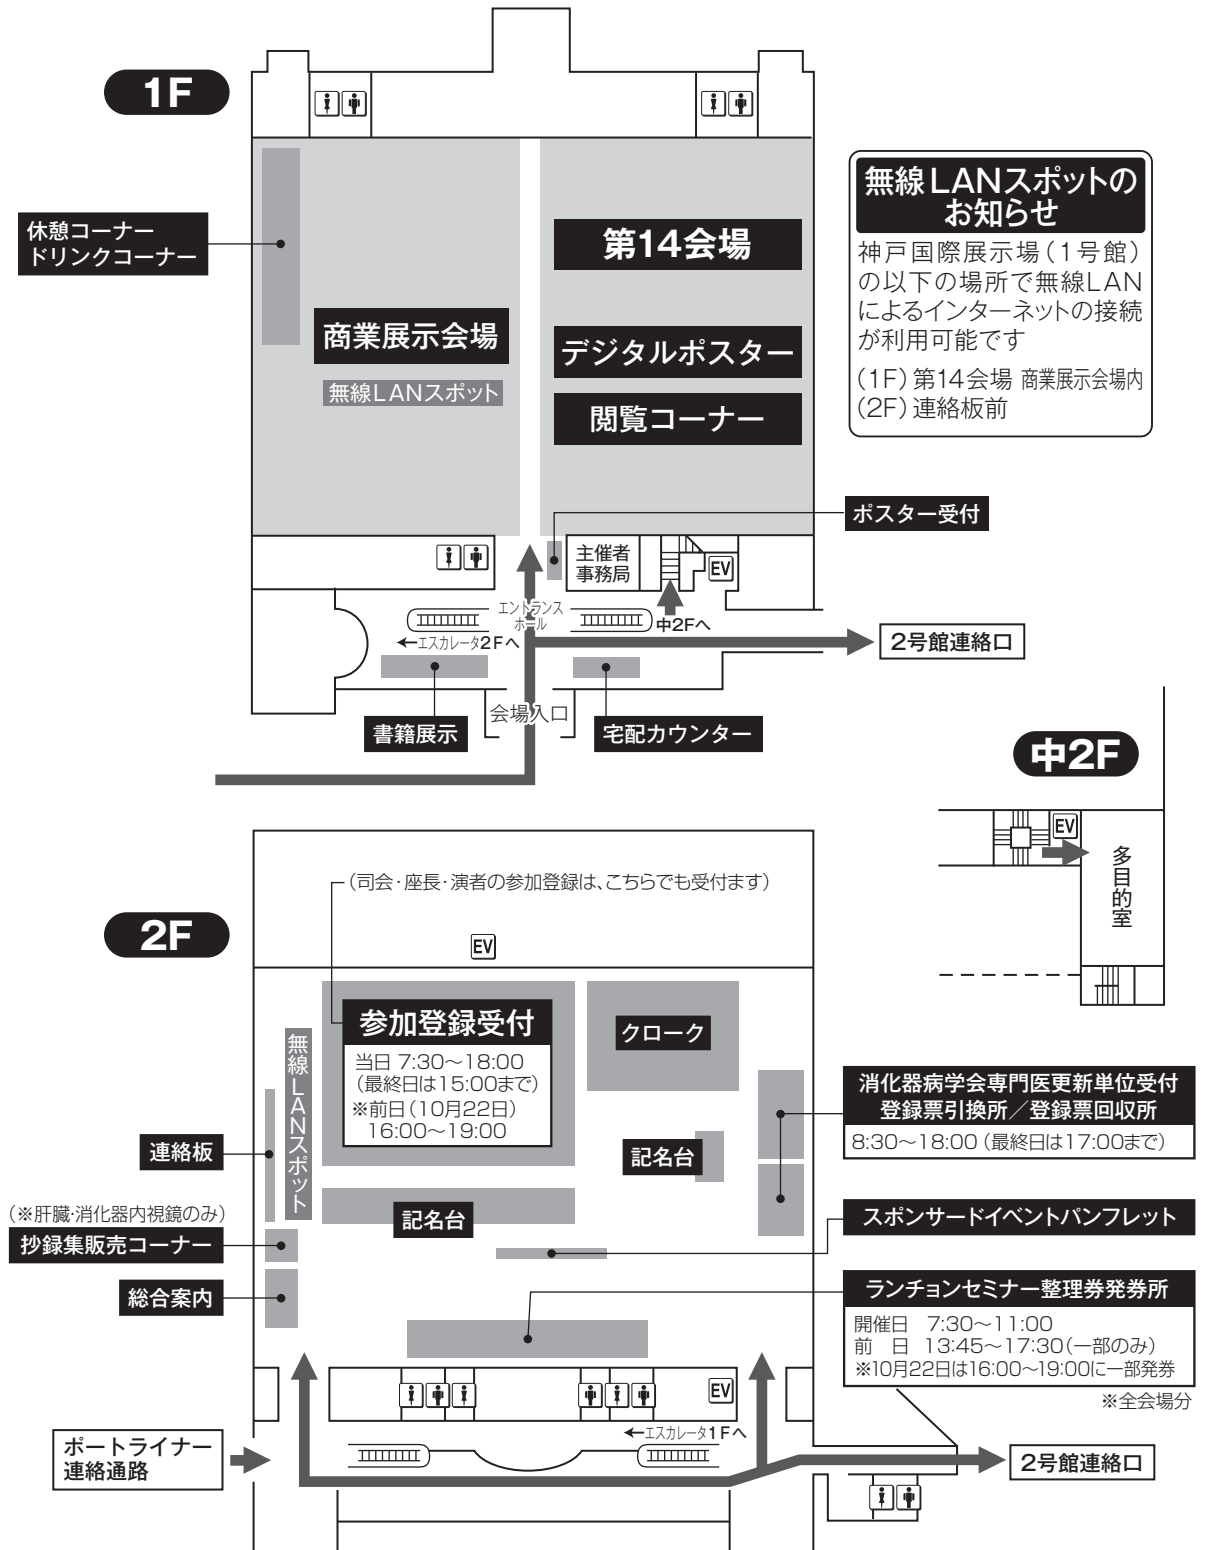 1F
休憩コーナー
ドリンクコーナー
商業展示会場
無線LANスポット
第14会場
デジタルポスター
閲覧コーナー
無線LANスポットの
お知らせ
神戸国際展示場(1号館)
の以下の場所で無線LAN
によるインターネットの接続
が利用可能です
(1F)第14会場 商業展示会場内
(2F)連絡板前
ポスター受付
主催者
事務局
EV
エントランス
ホール
中2Fへ
←エスカレータ2Fへ
2号館連絡口
書籍展示
会場入口
宅配カウンター
中2F
EV
多目的室
2F
(司会・座長・演者の参加登録は、こちらでも受付ます)
EV
参加登録受付
当日 7:30〜18:00
(最終日は15:00まで)
※前日(10月22日)
16:00〜19:00
クローク
無線LANスポット
連絡板
記名台
消化器病学会専門医更新単位受付
登録票引換所/登録票回収所
8:30〜18:00(最終日は17:00まで)
(※肝臓・消化器内視鏡のみ)
抄録集販売コーナー
記名台
スポンサードイベントパンフレット
総合案内
ランチョンセミナー整理券発券所
開催日 7:30〜11:00
前 日 13:45〜17:30(一部のみ)
※10月22日は16:00〜19:00に一部発券
※全会場分
EV
←エスカレータ1Fへ
ポートライナー
連絡通路
2号館連絡口